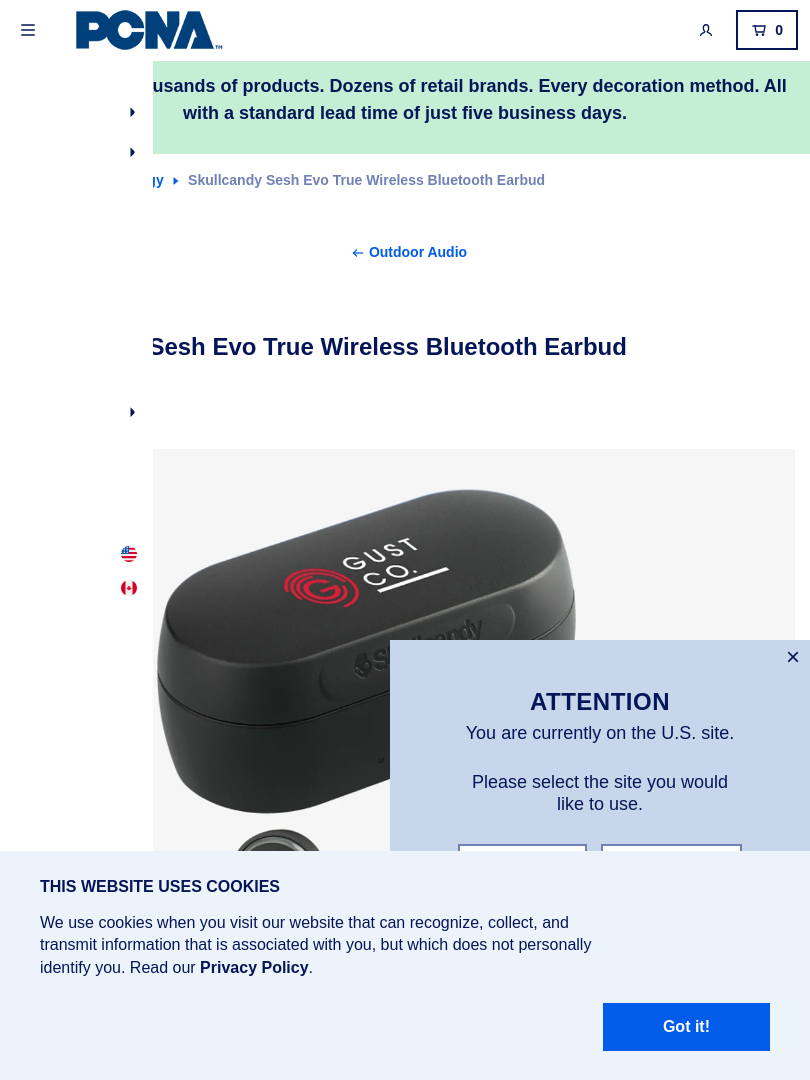 PCNA
0
usands of products. Dozens of retail brands. Every decoration method. All
with a standard lead time of just five business days.
gy Skullcandy Sesh Evo True Wireless Bluetooth Earbud
Outdoor Audio
Sesh Evo True Wireless Bluetooth Earbud
GUST
CO.
ATTENTION
You are currently on the U.S. site.
Please select the site you would
like to use.
THIS WEBSITE USES COOKIES
We use cookies when you visit our website that can recognize, collect, and
transmit information that is associated with you, but which does not personally
identify you. Read our Privacy Policy.
Got it!